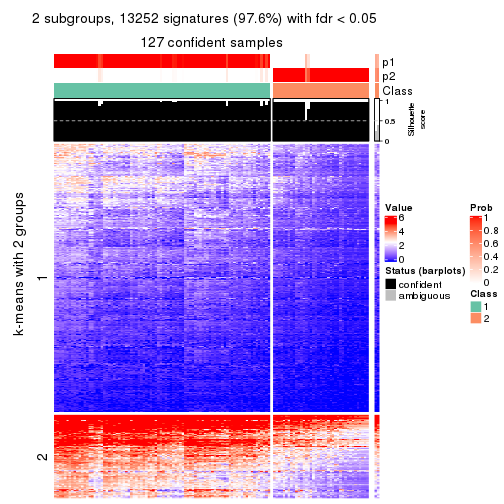 2 subgroups, 13252 signatures (97.6%) with fdr < 0.05
127 confident samples
p1
p2
Class
1
0.5
0
Silhouette
score
k-means with 2 groups
1
2
Value
6
4
2
0
Status (barplots)
confident
ambiguous
Prob
1
0.8
0.6
0.4
0.2
0
Class
1
2